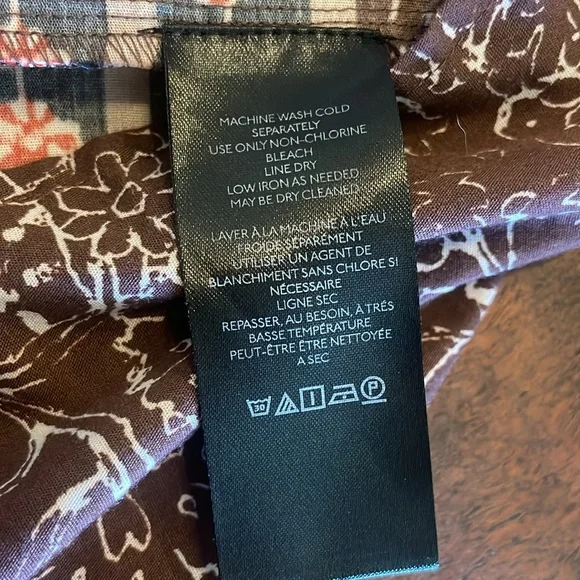 MACHINE WASH COLD
SEPARATELY
USE ONLY NON-CHLORINE
BLEACH
LINE DRY
LOW IRON AS NEEDED
MAY BE DRY CLEANED
LAVER À LA MACHINE À L'EAU
FROIDE SÉPARÉMENT
UTILISER UN AGENT DE
BLANCHIMENT SANS CHLORE SI
NÉCESSAIRE
LIGNE SEC
REPASSER, AU BESOIN, À TRÉS
BASSE TEMPÉRATURE
PEUT-ÊTRE ÊTRE NETTOYÉE
A SEC
30 P